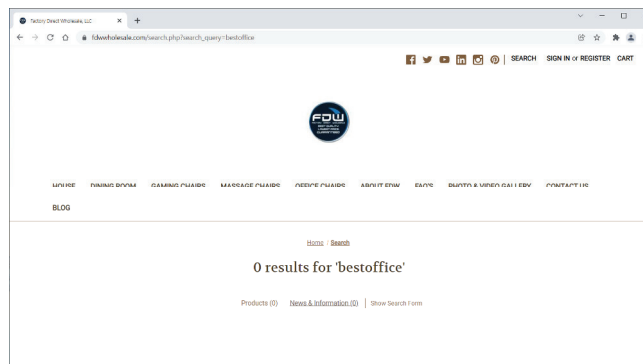 Factory Direct Wholesale, LLC
fdwwholesale.com/search.php?search_query=bestoffice
SEARCH SIGN IN or REGISTER CART
FDW
HOUSE DINING ROOM GAMING CHAIRS MASSAGE CHAIRS OFFICE CHAIRS ABOUT FDW FAQ'S PHOTO & VIDEO GALLERY CONTACT US
BLOG
Home / Search
0 results for 'bestoffice'
Products (0) News & Information (0) Show Search Form